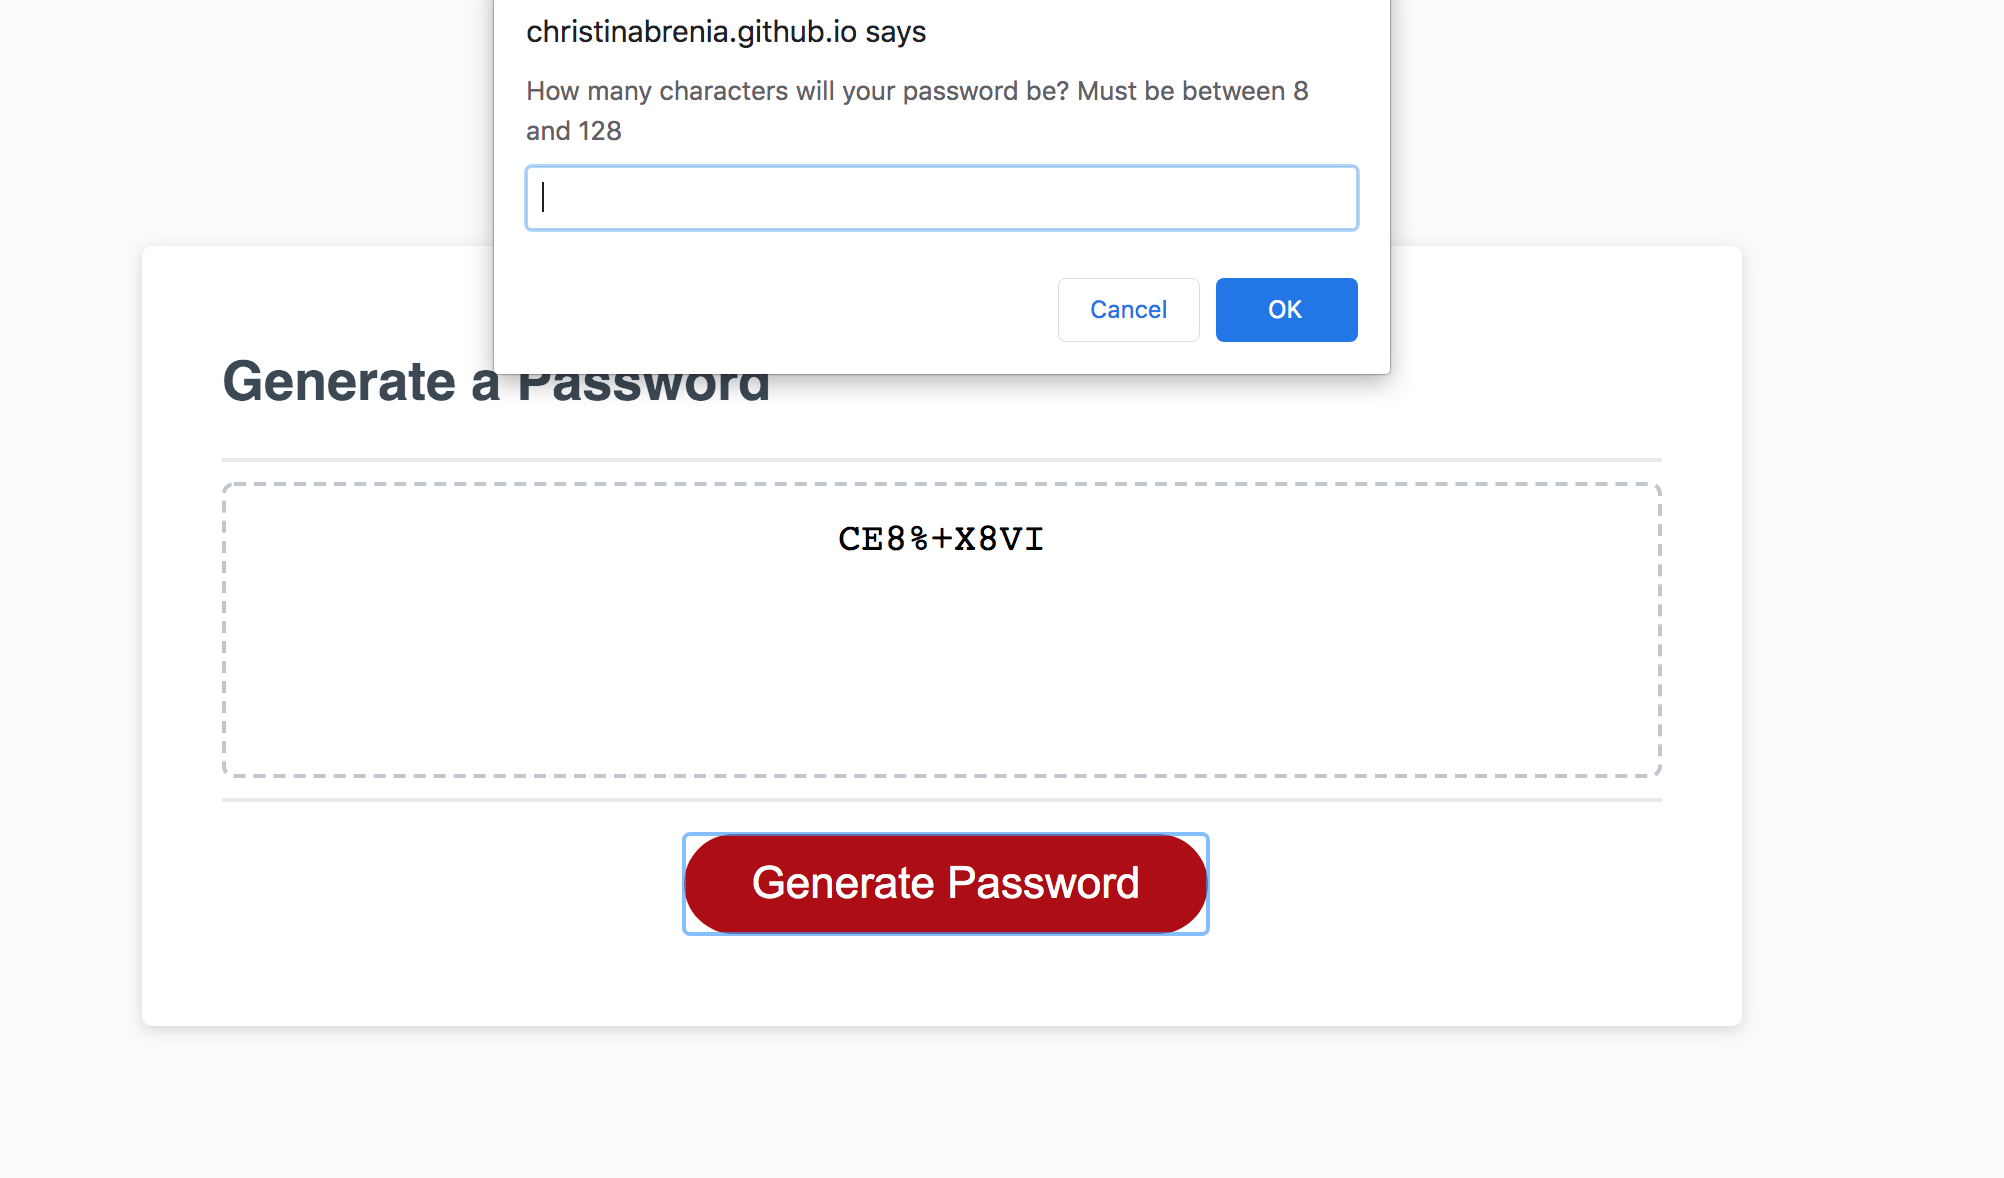 christinabrenia.github.io says
How many characters will your password be? Must be between 8
and 128
Cancel
OK
Generate a Password
CE8%+X8VI
Generate Password